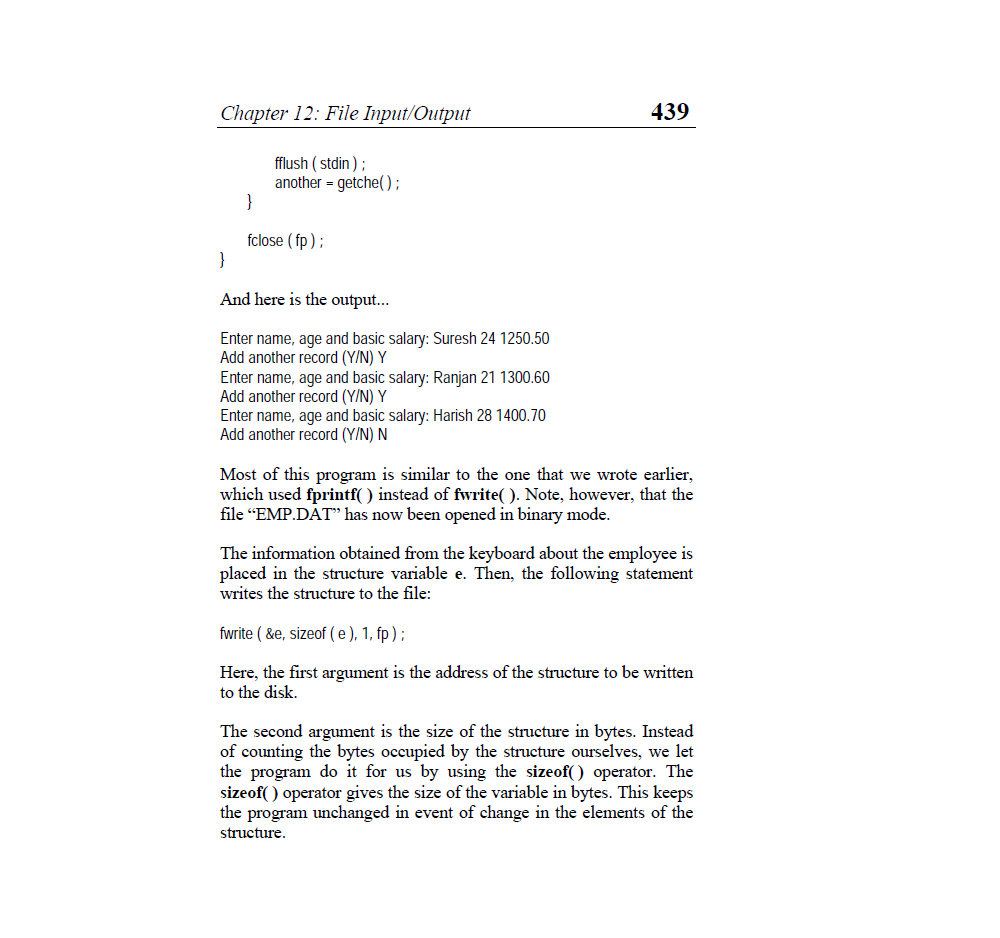 Chapter 12: File Input/Output 439
fflush ( stdin ) ;
another = getche( ) ;
}
fclose ( fp ) ;
}
And here is the output...
Enter name, age and basic salary: Suresh 24 1250.50
Add another record (Y/N) Y
Enter name, age and basic salary: Ranjan 21 1300.60
Add another record (Y/N) Y
Enter name, age and basic salary: Harish 28 1400.70
Add another record (Y/N) N
Most of this program is similar to the one that we wrote earlier,
which used fprintf( ) instead of fwrite( ). Note, however, that the
file “EMP.DAT” has now been opened in binary mode.
The information obtained from the keyboard about the employee is
placed in the structure variable e. Then, the following statement
writes the structure to the file:
fwrite ( &e, sizeof ( e ), 1, fp ) ;
Here, the first argument is the address of the structure to be written
to the disk.
The second argument is the size of the structure in bytes. Instead
of counting the bytes occupied by the structure ourselves, we let
the program do it for us by using the sizeof( ) operator. The
sizeof( ) operator gives the size of the variable in bytes. This keeps
the program unchanged in event of change in the elements of the
structure.